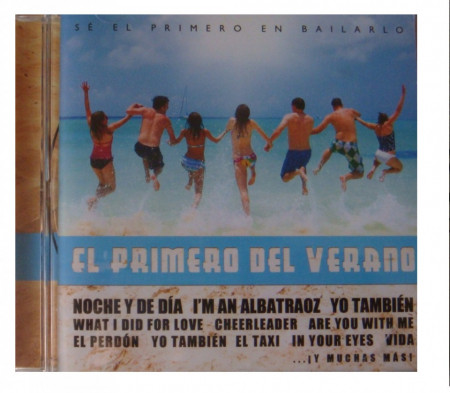 SÉ EL PRIMERO EN BAILARLO
EL PRIMERO DEL VERANO
NOCHE Y DE DÍA I'M AN ALBATRAOZ YO TAMBIÉN
WHAT I DID FOR LOVE CHEERLEADER ARE YOU WITH ME
EL PERDÓN YO TAMBIÉN EL TAXI IN YOUR EYES VIDA
...¡Y MUCHAS MÁS!